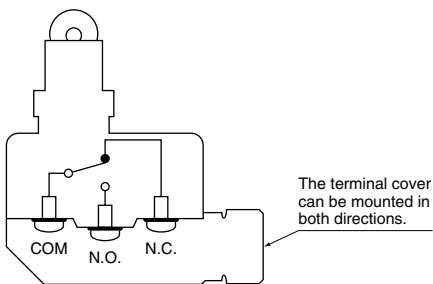 The terminal cover
can be mounted in
both directions.
COM
N.O.
N.C.